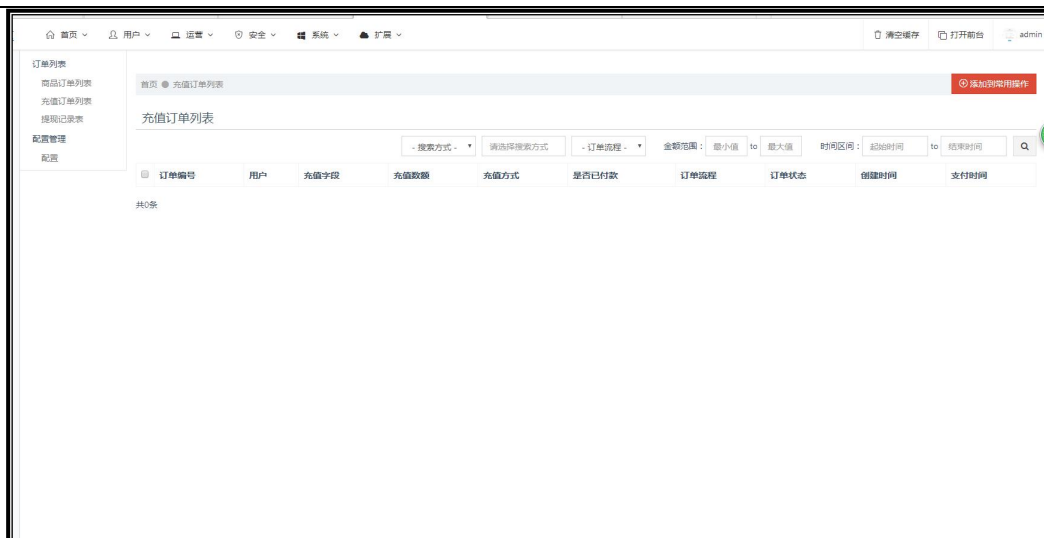 首页 用户 运营 安全 系统 扩展 清空缓存 打开前台 admin
订单列表
商品订单列表
充值订单列表
提现记录表
配置管理
配置
首页 充值订单列表 添加到常用操作
充值订单列表
- 搜索方式 - 请选择搜索方式 - 订单流程 - 金额范围： 最小值 to 最大值 时间区间： 起始时间 to 结束时间
订单编号 用户 充值字段 充值数额 充值方式 是否已付款 订单流程 订单状态 创建时间 支付时间
共0条